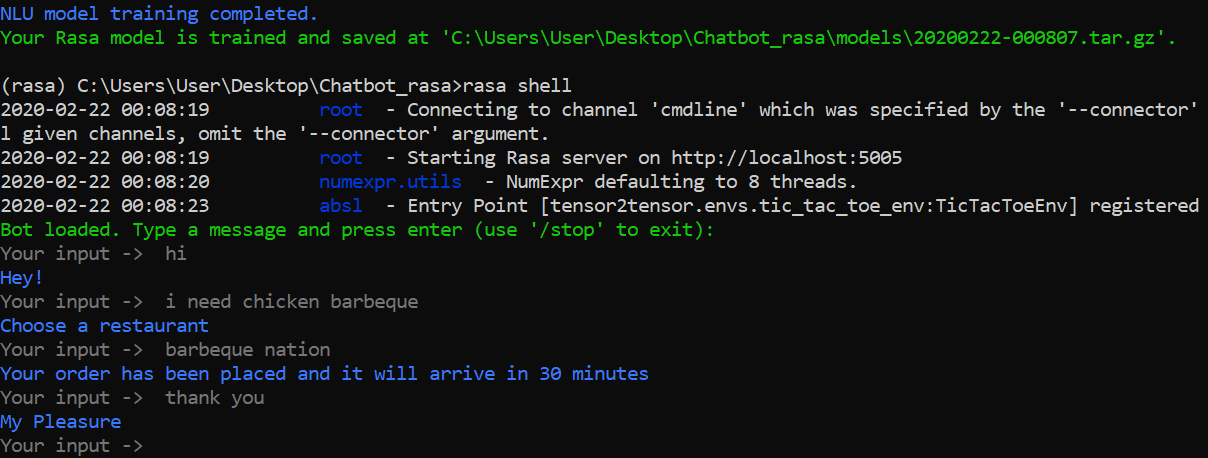 NLU model training completed.
Your Rasa model is trained and saved at 'C:\Users\User\Desktop\Chatbot_rasa\models\20200222-000807.tar.gz'.
(rasa) C:\Users\User\Desktop\Chatbot_rasa>rasa shell
2020-02-22 00:08:19 root - Connecting to channel 'cmdline' which was specified by the '--connector'
l given channels, omit the '--connector' argument.
2020-02-22 00:08:19 root - Starting Rasa server on http://localhost:5005
2020-02-22 00:08:20 numexpr.utils - NumExpr defaulting to 8 threads.
2020-02-22 00:08:23 absl - Entry Point [tensor2tensor.envs.tic_tac_toe_env:TicTacToeEnv] registered
Bot loaded. Type a message and press enter (use '/stop' to exit):
Your input -> hi
Hey!
Your input -> i need chicken barbeque
Choose a restaurant
Your input -> barbeque nation
Your order has been placed and it will arrive in 30 minutes
Your input -> thank you
My Pleasure
Your input ->